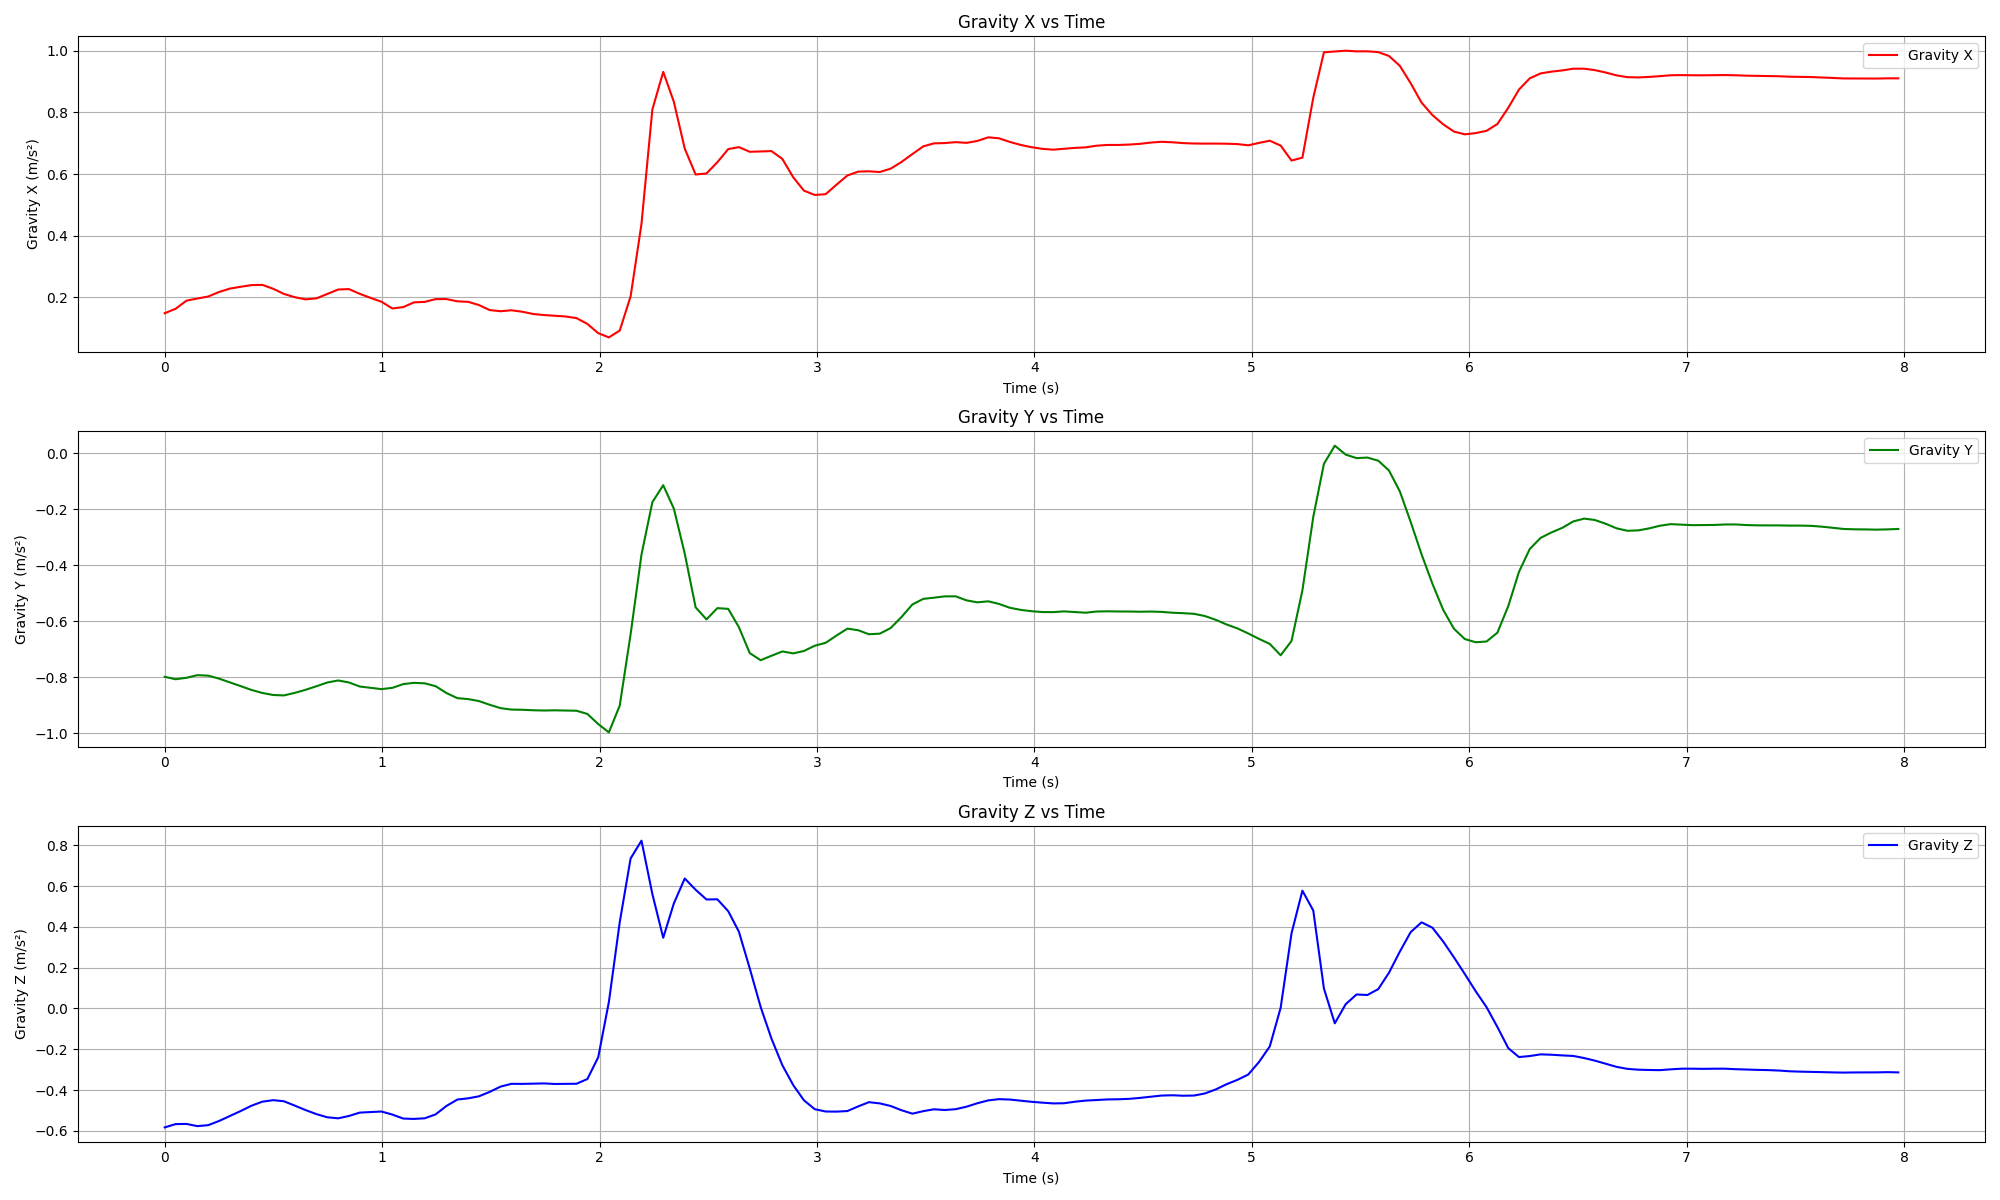 Gravity X vs Time
Gravity X
Gravity X (m/s²)
1.0
0.8
0.6
0.4
0.2
0 1 2 3 4 5 6 7 8
Time (s)
Gravity Y vs Time
Gravity Y
Gravity Y (m/s²)
0.0
−0.2
−0.4
−0.6
−0.8
−1.0
0 1 2 3 4 5 6 7 8
Time (s)
Gravity Z vs Time
Gravity Z
Gravity Z (m/s²)
0.8
0.6
0.4
0.2
0.0
−0.2
−0.4
−0.6
0 1 2 3 4 5 6 7 8
Time (s)